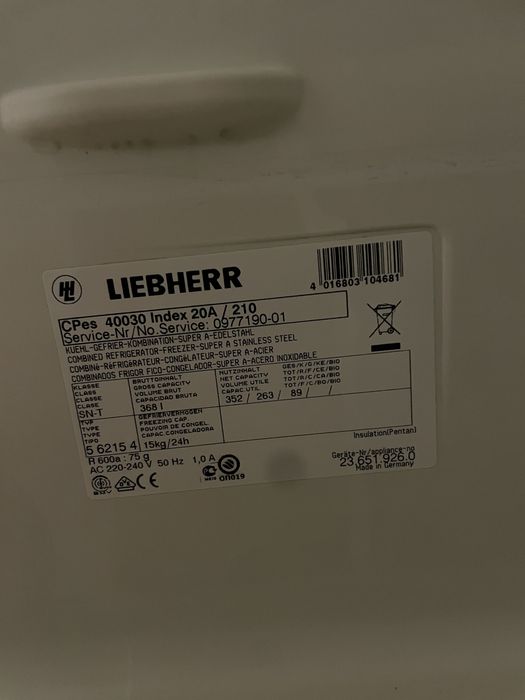 HL LIEBHERR
4 016803 104681
CPes 40030 Index 20A / 210
Service-Nr/No.Service: 0977190-01
KUEHL-GEFRIER-KOMBINATION-SUPER A-EDELSTAHL
COMBINED REFRIGERATOR-FREEZER-SUPER A STAINLESS STEEL
COMBINÉ-RÉFRIGÉRATEUR-CONGÉLATEUR-SUPER A-ACIER
COMBINADOS FRIGOR FICO-CONGELADOR-SUPER A-ACERO INOXIDABLE
KLASSE BRUTTOINHALT NUTZINHALT GES/K/G/KE/BIO
CLASS GROSS CAPACITY NET CAPACITY TOT/R/F/CE/BIO
CLASSE VOLUME BRUT VOLUME UTILE TOT/R/C/CA/BIO
CLASE CAPACIDAD BRUTA CAPAC.UTIL TOT/F/C/BO/BIO
SN-T 368 l 352 / 263 / 89 / /
TYP GEFRIERVERMÖGEN
TYPE FREEZING CAP.
TYPE POUVOIR DE CONGEL.
TIPO CAPAC CONGELADORA
5 6215 4 15kg/24h
Insulation(Pentan)
R 600a : 75 g
AC 220-240 V 50 Hz 1,0 A
Geräte-Nr/appliance-no
23.651.926.0
Made in Germany
CE